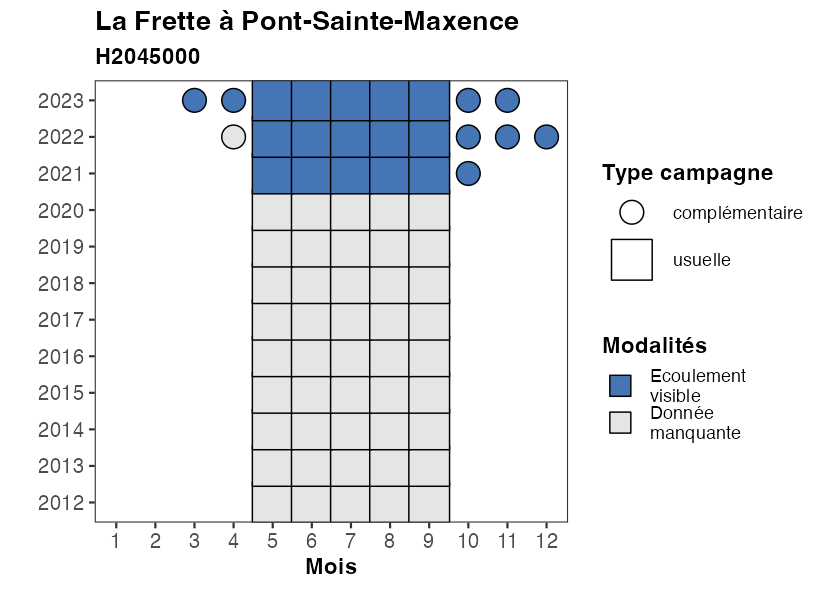 La Frette à Pont-Sainte-Maxence
H2045000
2023
2022
2021
2020
2019
2018
2017
2016
2015
2014
2013
2012
1 2 3 4 5 6 7 8 9 10 11 12
Mois
Type campagne
complémentaire
usuelle
Modalités
Ecoulement
visible
Donnée
manquante